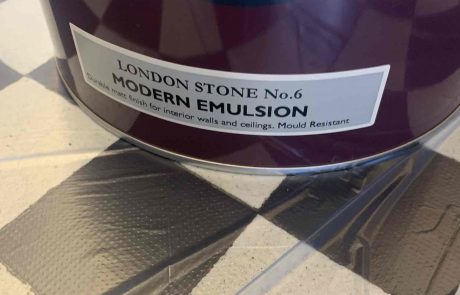 LONDON STONE No.6
MODERN EMULSION
Durable matt finish for interior walls and ceilings. Mould Resistant